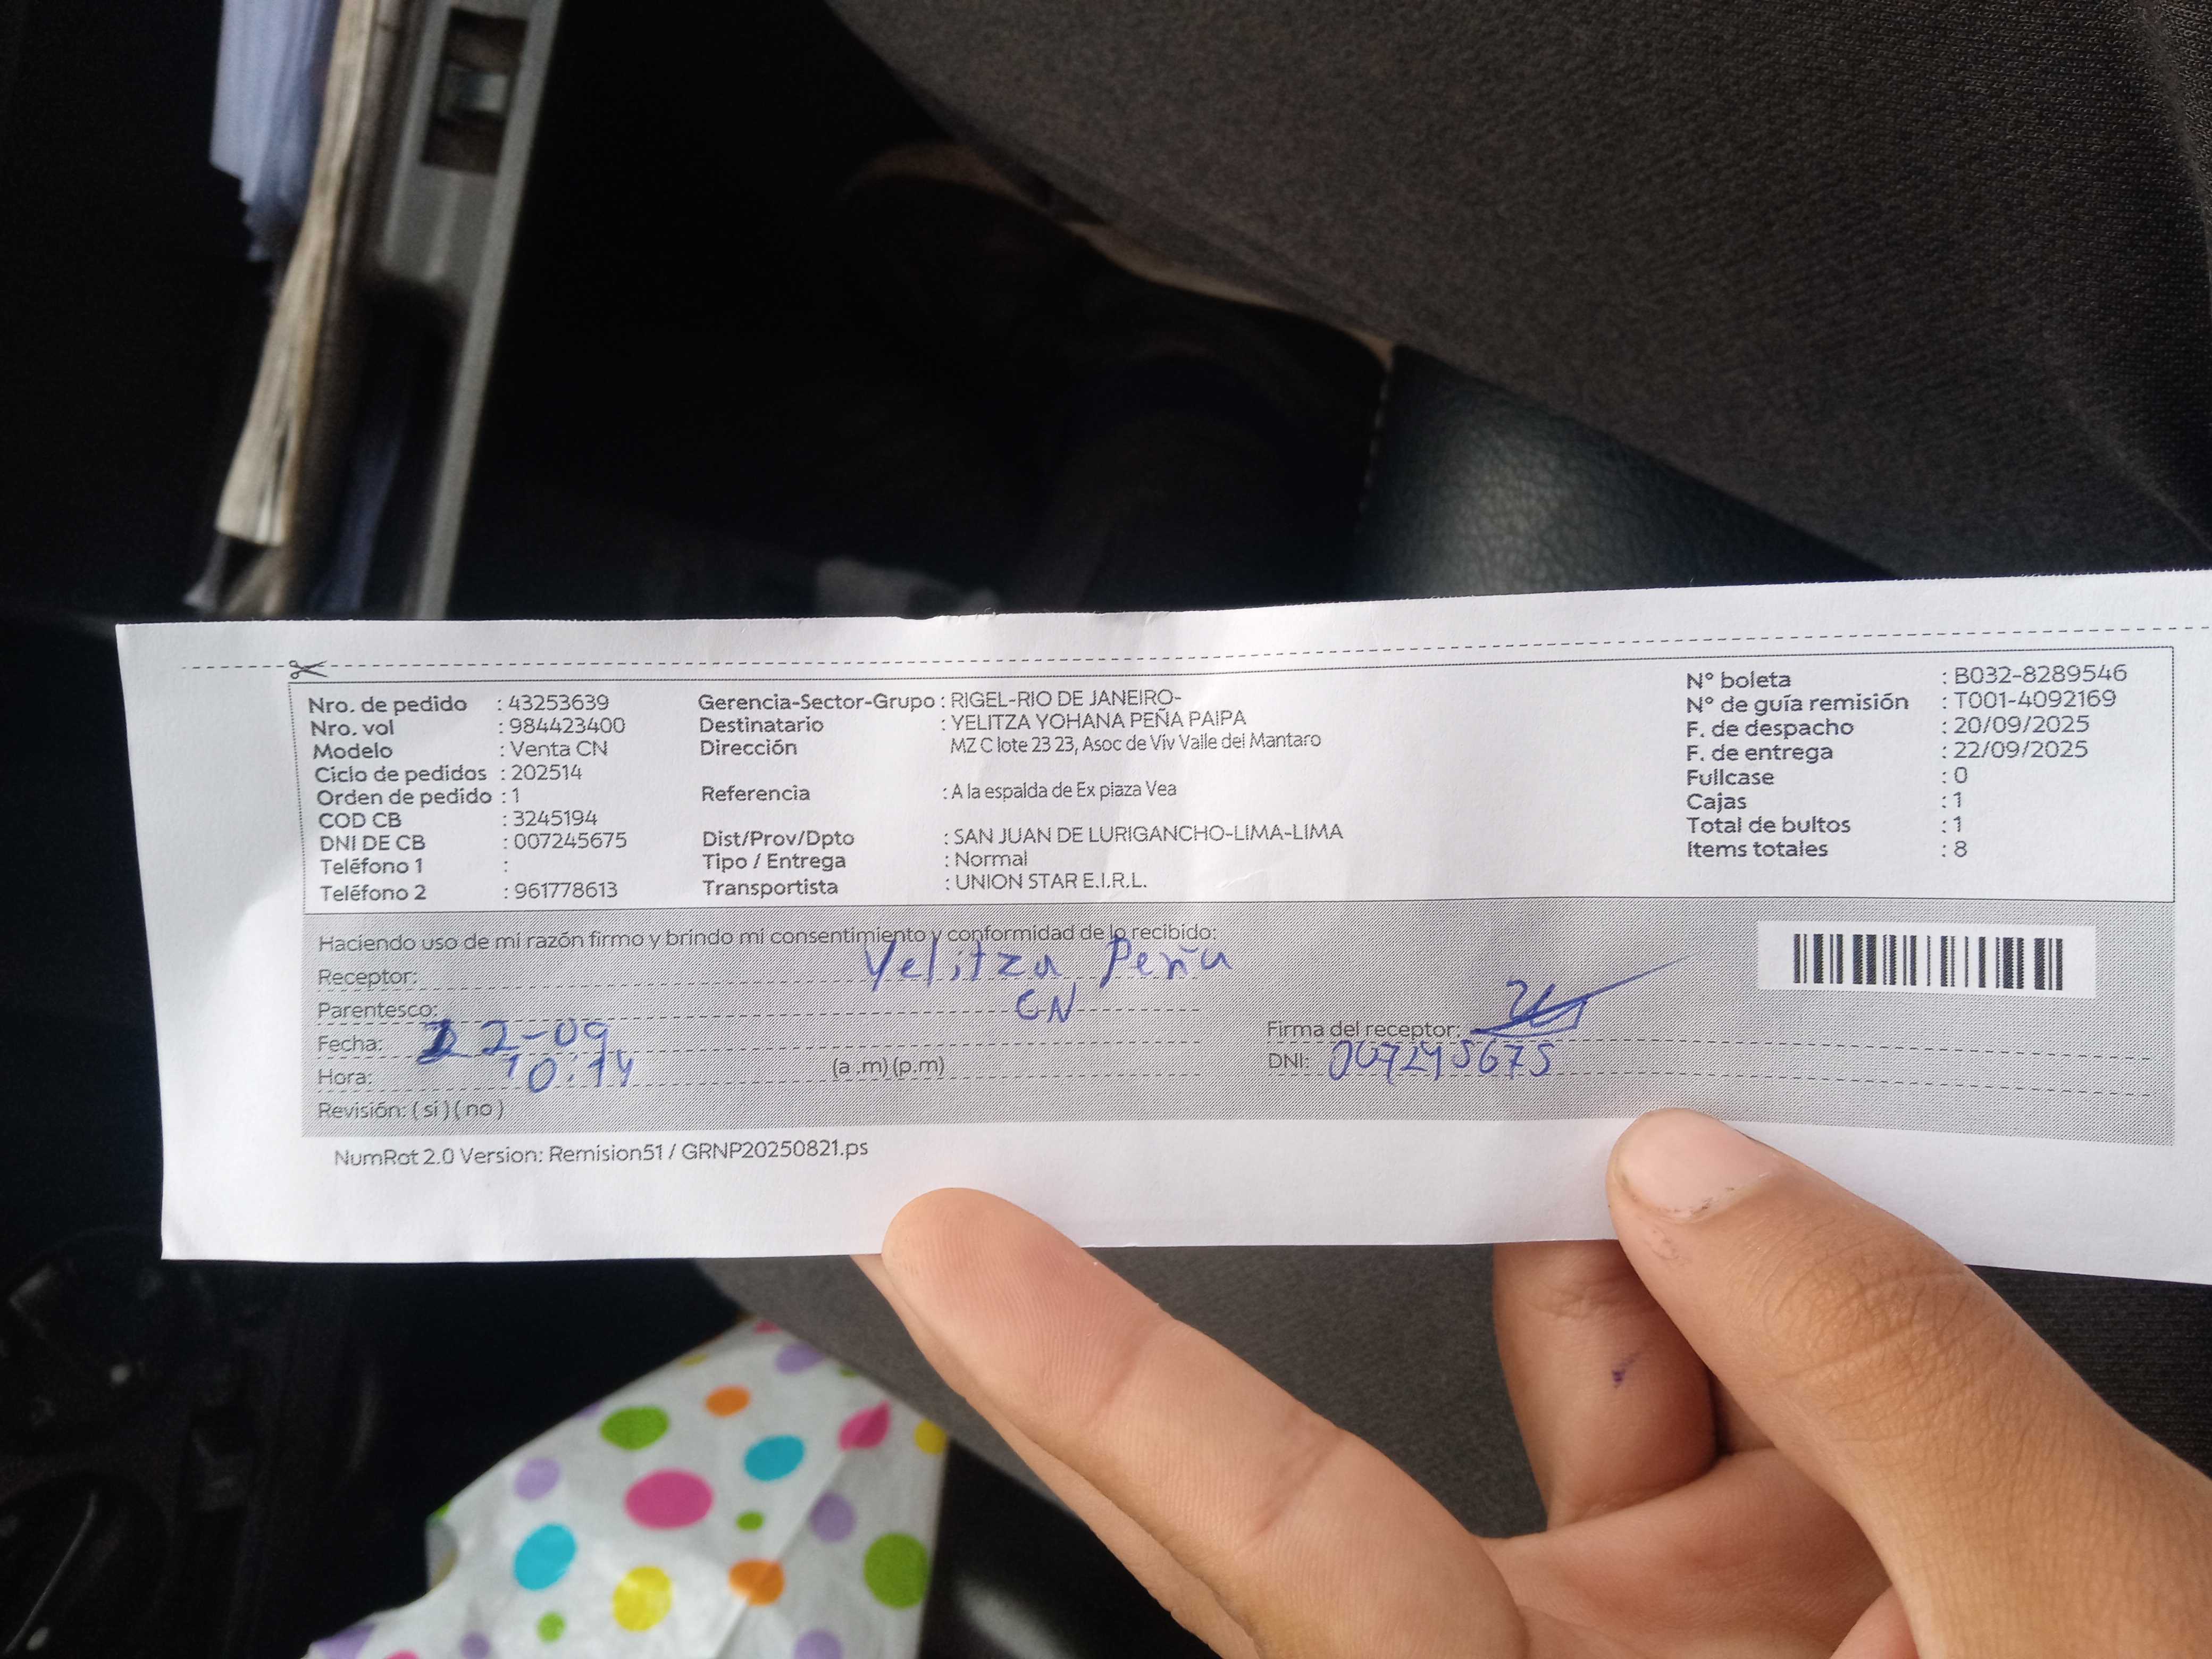 Nro. de pedido : 43253639
Nro. vol : 984423400
Modelo : Venta CN
Ciclo de pedidos : 202514
Orden de pedido : 1
COD CB : 3245194
DNI DE CB : 007245675
Teléfono 1 :
Teléfono 2 : 961778613
Gerencia-Sector-Grupo : RIGEL-RIO DE JANEIRO-
Destinatario : YELITZA YOHANA PEÑA PAIPA
Dirección MZ C lote 23 23, Asoc de Viv Valle del Mantaro
Referencia : A la espalda de Ex plaza Vea
Dist/Prov/Dpto : SAN JUAN DE LURIGANCHO-LIMA-LIMA
Tipo / Entrega : Normal
Transportista : UNION STAR E.I.R.L.
N° boleta : B032-8289546
N° de guía remisión : T001-4092169
F. de despacho : 20/09/2025
F. de entrega : 22/09/2025
Fullcase : 0
Cajas : 1
Total de bultos : 1
Items totales : 8
Haciendo uso de mi razón firmo y brindo mi consentimiento y conformidad de lo recibido:
Receptor: Yelitza Peña
Parentesco: CN
Fecha: 22-09
Hora: 10:14 (a .m) (p.m)
Revisión: ( si ) ( no )
Firma del receptor:
DNI: 007245675
NumRot 2.0 Version: Remision51 / GRNP20250821.ps